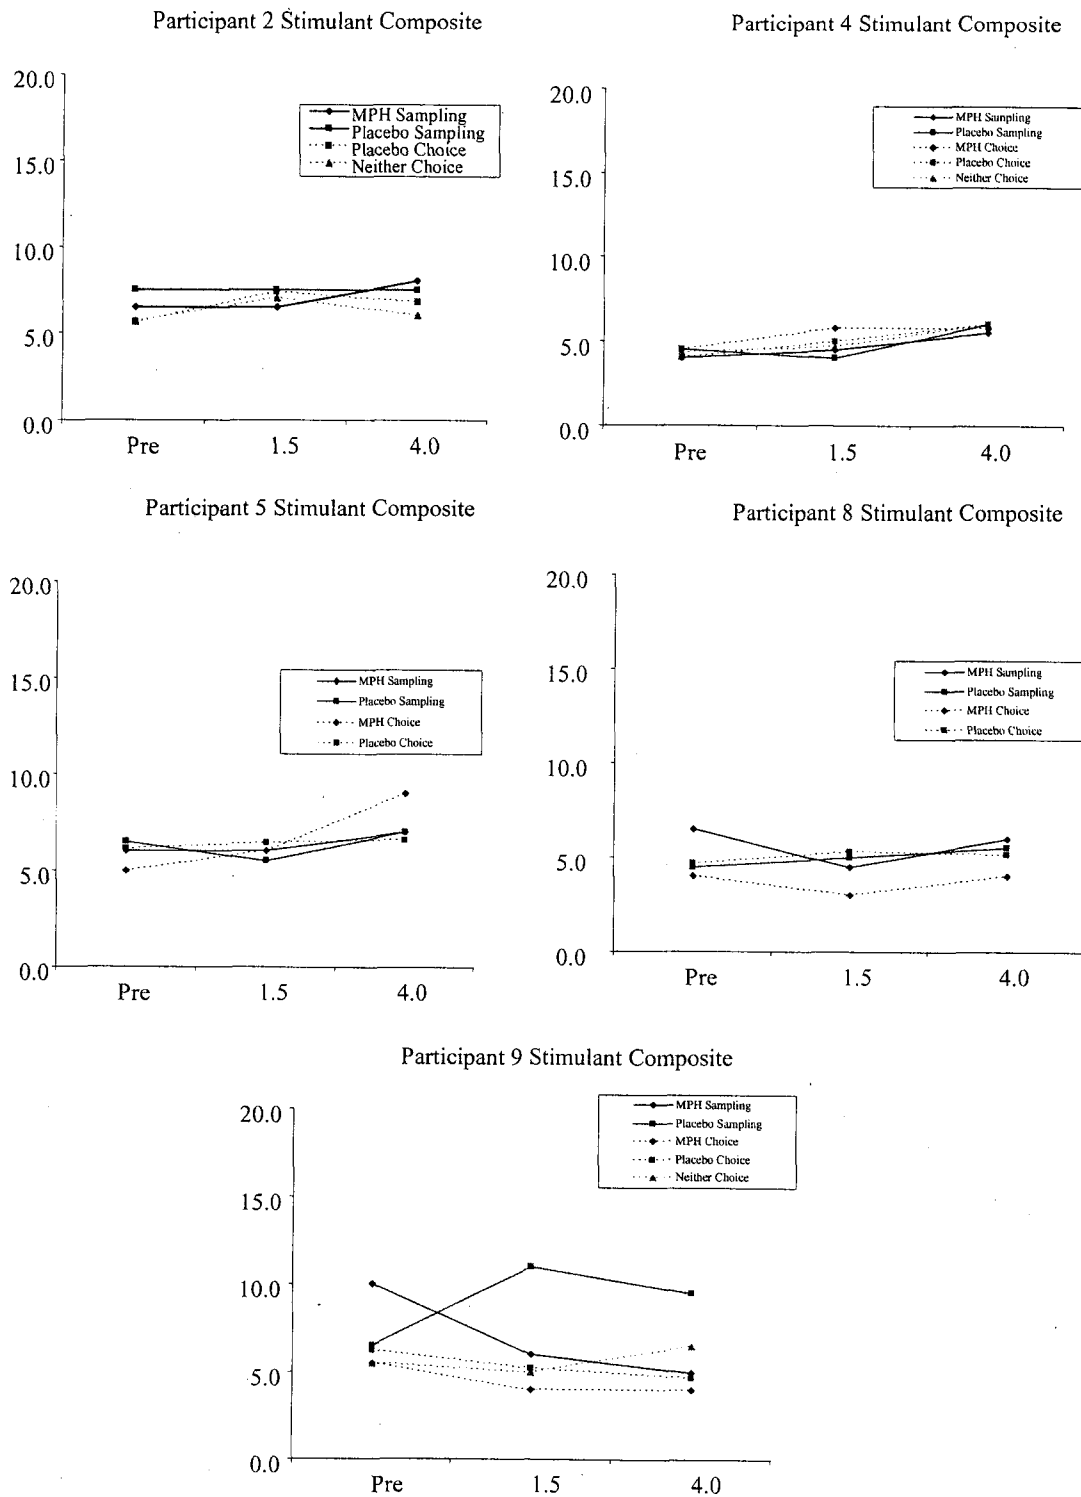 Participant 2 Stimulant Composite
20.0
15.0
10.0
5.0
0.0
Pre
1.5
4.0
MPH Sampling
Placebo Sampling
Placebo Choice
Neither Choice
Participant 4 Stimulant Composite
20.0
15.0
10.0
5.0
0.0
Pre
1.5
4.0
MPH Sampling
Placebo Sampling
MPH Choice
Placebo Choice
Neither Choice
Participant 5 Stimulant Composite
20.0
15.0
10.0
5.0
0.0
Pre
1.5
4.0
MPH Sampling
Placebo Sampling
MPH Choice
Placebo Choice
Participant 8 Stimulant Composite
20.0
15.0
10.0
5.0
0.0
Pre
1.5
4.0
MPH Sampling
Placebo Sampling
MPH Choice
Placebo Choice
Participant 9 Stimulant Composite
20.0
15.0
10.0
5.0
0.0
Pre
1.5
4.0
MPH Sampling
Placebo Sampling
MPH Choice
Placebo Choice
Neither Choice